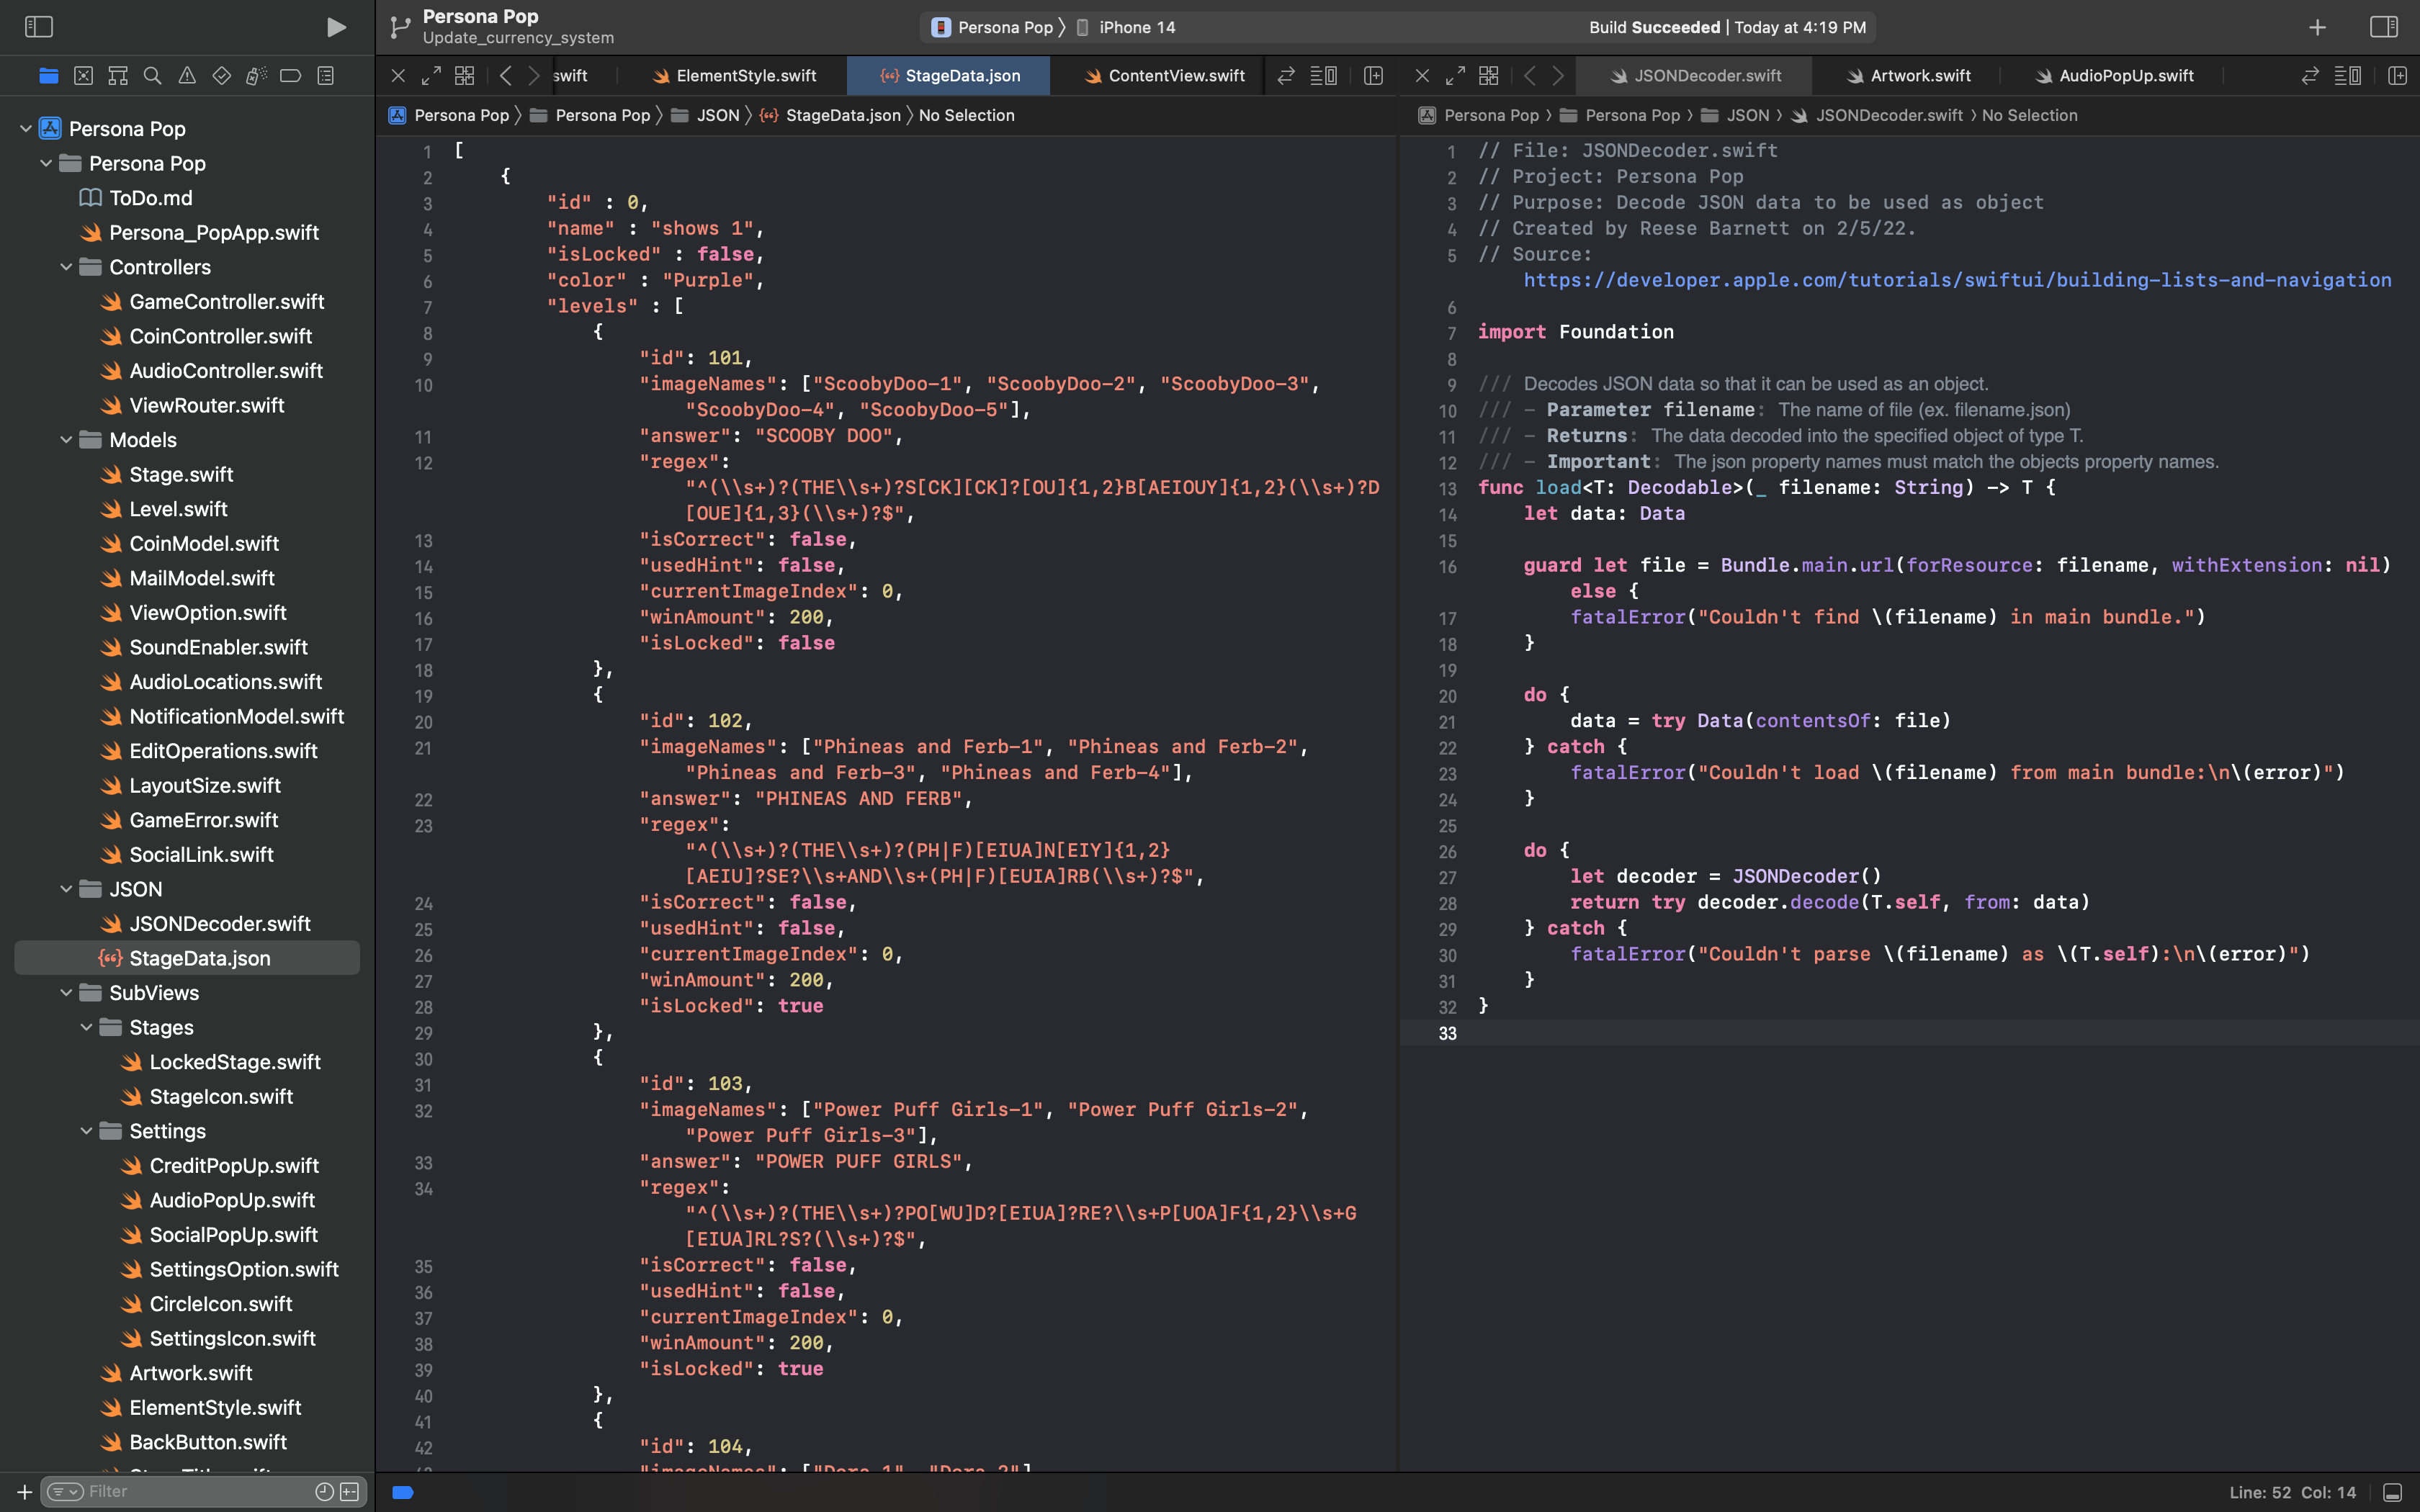 Persona Pop
Update_currency_system
Persona Pop
iPhone 14
Build Succeeded | Today at 4:19 PM
Persona Pop
Persona Pop
ToDo.md
Persona_PopApp.swift
Controllers
GameController.swift
CoinController.swift
AudioController.swift
ViewRouter.swift
Models
Stage.swift
Level.swift
CoinModel.swift
MailModel.swift
ViewOption.swift
SoundEnabler.swift
AudioLocations.swift
NotificationModel.swift
EditOperations.swift
LayoutSize.swift
GameError.swift
SocialLink.swift
JSON
JSONDecoder.swift
StageData.json
SubViews
Stages
LockedStage.swift
StageIcon.swift
Settings
CreditPopUp.swift
AudioPopUp.swift
SocialPopUp.swift
SettingsOption.swift
CircleIcon.swift
SettingsIcon.swift
Artwork.swift
ElementStyle.swift
BackButton.swift
Filter
swift
ElementStyle.swift
StageData.json
ContentView.swift
Persona Pop
Persona Pop
JSON
StageData.json
No Selection
1 [
2 {
3 "id" : 0,
4 "name" : "shows 1",
5 "isLocked" : false,
6 "color" : "Purple",
7 "levels" : [
8 {
9 "id": 101,
10 "imageNames": ["ScoobyDoo-1", "ScoobyDoo-2", "ScoobyDoo-3",
"ScoobyDoo-4", "ScoobyDoo-5"],
11 "answer": "SCOOBY DOO",
12 "regex":
"^(\\s+)?(THE\\s+)?S[CK][CK]?[OU]{1,2}B[AEIOUY]{1,2}(\\s+)?D
[OUE]{1,3}(\\s+)?$",
13 "isCorrect": false,
14 "usedHint": false,
15 "currentImageIndex": 0,
16 "winAmount": 200,
17 "isLocked": false
18 },
19 {
20 "id": 102,
21 "imageNames": ["Phineas and Ferb-1", "Phineas and Ferb-2",
"Phineas and Ferb-3", "Phineas and Ferb-4"],
22 "answer": "PHINEAS AND FERB",
23 "regex":
"^(\\s+)?(THE\\s+)?(PH|F)[EIUA]N[EIY]{1,2}
[AEIU]?SE?\\s+AND\\s+(PH|F)[EUIA]RB(\\s+)?$",
24 "isCorrect": false,
25 "usedHint": false,
26 "currentImageIndex": 0,
27 "winAmount": 200,
28 "isLocked": true
29 },
30 {
31 "id": 103,
32 "imageNames": ["Power Puff Girls-1", "Power Puff Girls-2",
"Power Puff Girls-3"],
33 "answer": "POWER PUFF GIRLS",
34 "regex":
"^(\\s+)?(THE\\s+)?PO[WU]D?[EIUA]?RE?\\s+P[UOA]F{1,2}\\s+G
[EIUA]RL?S?(\\s+)?$",
35 "isCorrect": false,
36 "usedHint": false,
37 "currentImageIndex": 0,
38 "winAmount": 200,
39 "isLocked": true
40 },
41 {
42 "id": 104,
JSONDecoder.swift
Artwork.swift
AudioPopUp.swift
Persona Pop
Persona Pop
JSON
JSONDecoder.swift
No Selection
1 // File: JSONDecoder.swift
2 // Project: Persona Pop
3 // Purpose: Decode JSON data to be used as object
4 // Created by Reese Barnett on 2/5/22.
5 // Source:
https://developer.apple.com/tutorials/swiftui/building-lists-and-navigation
6
7 import Foundation
8
9 /// Decodes JSON data so that it can be used as an object.
10 /// - Parameter filename: The name of file (ex. filename.json)
11 /// - Returns: The data decoded into the specified object of type T.
12 /// - Important: The json property names must match the objects property names.
13 func load<T: Decodable>(_ filename: String) -> T {
14 let data: Data
15
16 guard let file = Bundle.main.url(forResource: filename, withExtension: nil)
else {
17 fatalError("Couldn't find \(filename) in main bundle.")
18 }
19
20 do {
21 data = try Data(contentsOf: file)
22 } catch {
23 fatalError("Couldn't load \(filename) from main bundle:\n\(error)")
24 }
25
26 do {
27 let decoder = JSONDecoder()
28 return try decoder.decode(T.self, from: data)
29 } catch {
30 fatalError("Couldn't parse \(filename) as \(T.self):\n\(error)")
31 }
32 }
33
Line: 52 Col: 14